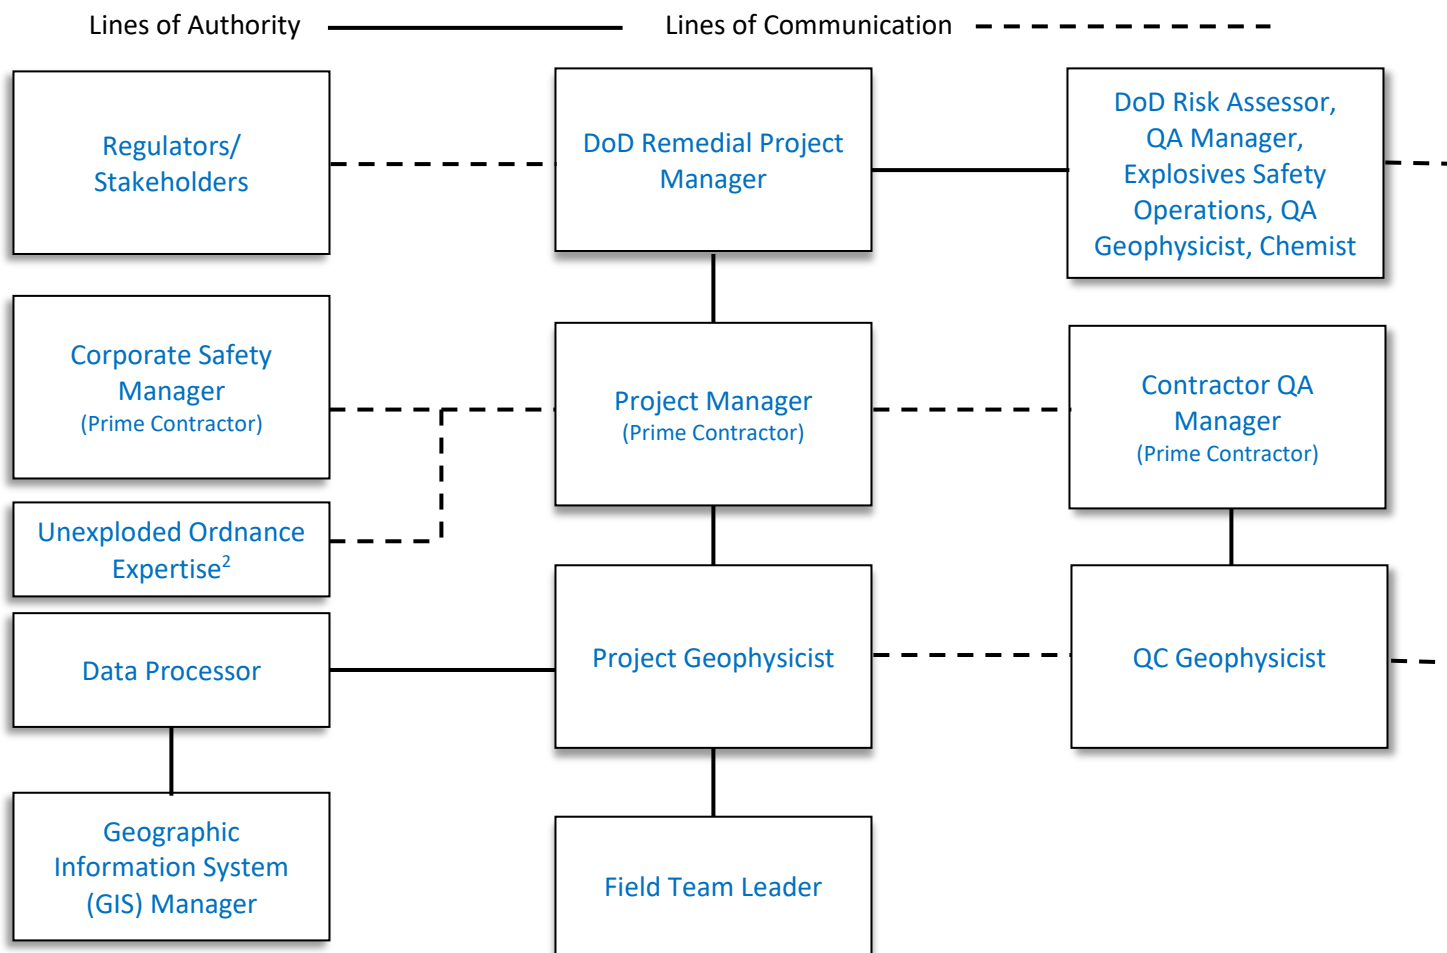 Lines of Authority
Lines of Communication
Regulators/
Stakeholders
DoD Remedial Project
Manager
DoD Risk Assessor,
QA Manager,
Explosives Safety
Operations, QA
Geophysicist, Chemist
Corporate Safety
Manager
(Prime Contractor)
Project Manager
(Prime Contractor)
Contractor QA
Manager
(Prime Contractor)
Unexploded Ordnance
Expertise²
Data Processor
Project Geophysicist
QC Geophysicist
Geographic
Information System
(GIS) Manager
Field Team Leader